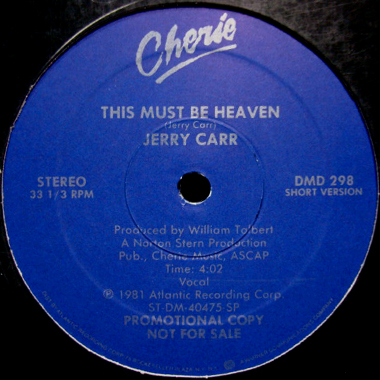 Cherie
THIS MUST BE HEAVEN
(Jerry Carr)
JERRY CARR
STEREO
33 1/3 RPM
DMD 298
SHORT VERSION
Produced by William Tolbert
A Norton Stern Production
Pub., Cherie Music, ASCAP
Time: 4:02
Vocal
℗ 1981 Atlantic Recording Corp.
ST-DM-40475-SP
PROMOTIONAL COPY
NOT FOR SALE